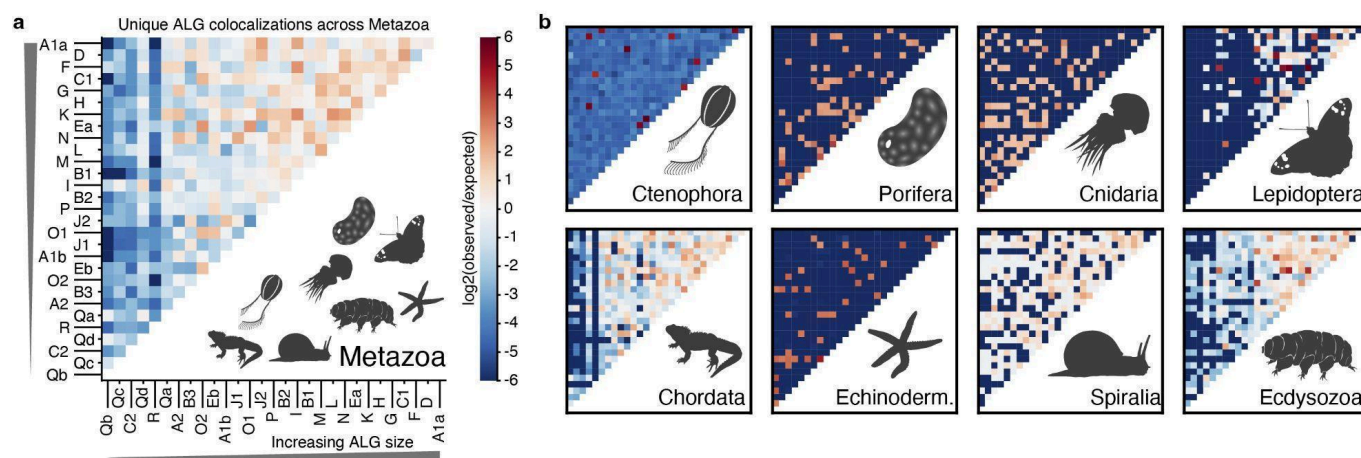 a
Unique ALG colocalizations across Metazoa
A1a
D
F
C1
G
H
K
Ea
N
L
M
B1
I
B2
P
J2
O1
J1
A1b
Eb
O2
B3
A2
Qa
R
Qd
C2
Qc
Qb
Metazoa
Qb
Qc
C2
Qd
R
Qa
A2
B3
O2
Eb
A1b
J1
O1
J2
P
B2
I
B1
M
L
N
Ea
K
H
G
C1
F
D
A1a
Increasing ALG size
6
5
4
3
2
1
0
-1
-2
-3
-4
-5
-6
log2(observed/expected)
b
Ctenophora
Porifera
Cnidaria
Lepidoptera
Chordata
Echinoderm.
Spiralia
Ecdysozoa